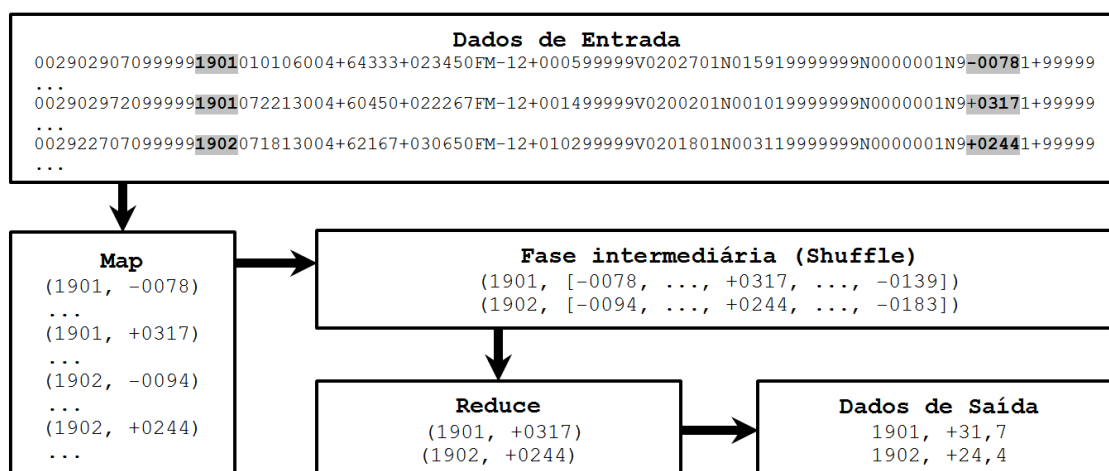 Dados de Entrada
0029029070999991901010106004+64333+023450FM-12+000599999V0202701N015919999999N0000001N9-00781+99999
...
002902972099991901072213004+60450+022267FM-12+001499999V0200201N001019999999N0000001N9+03171+99999
...
002922707099991902071813004+62167+030650FM-12+010299999V0201801N003119999999N0000001N9+02441+99999
...
Map
(1901, -0078)
...
(1901, +0317)
...
(1902, -0094)
...
(1902, +0244)
...
Fase intermediária (Shuffle)
(1901, [-0078, ..., +0317, ..., -0139])
(1902, [-0094, ..., +0244, ..., -0183])
Reduce
(1901, +0317)
(1902, +0244)
Dados de Saída
1901, +31,7
1902, +24,4